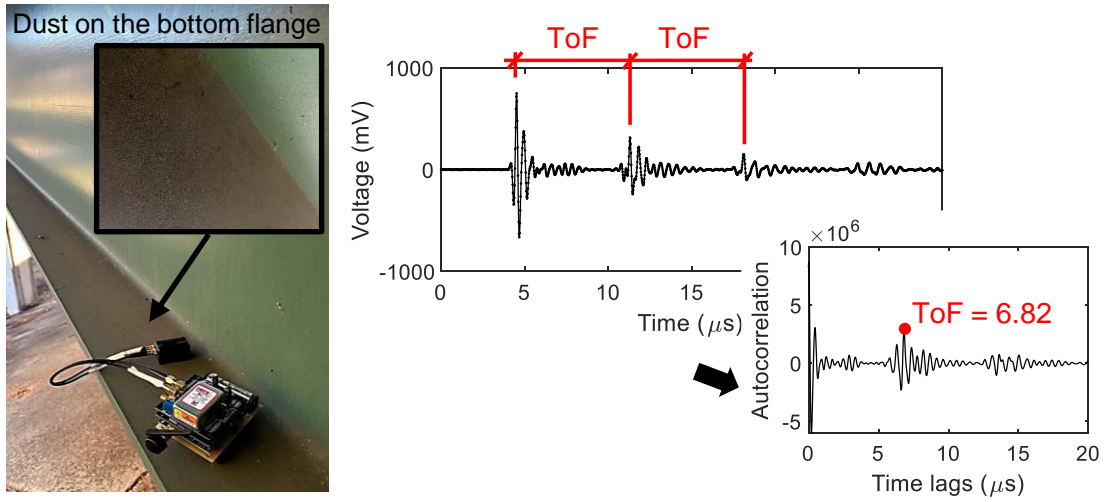 Dust on the bottom flange
ToF ToF
1000
0
-1000
Voltage (mV)
0 5 10 15
Time (μs)
×10⁶
10
5
0
-5
Autocorrelation
ToF = 6.82
0 5 10 15 20
Time lags (μs)